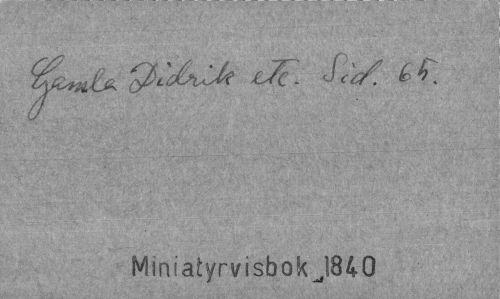 Gamla Didrik etc. Sid. 65.
Miniatyrvisbok 1840